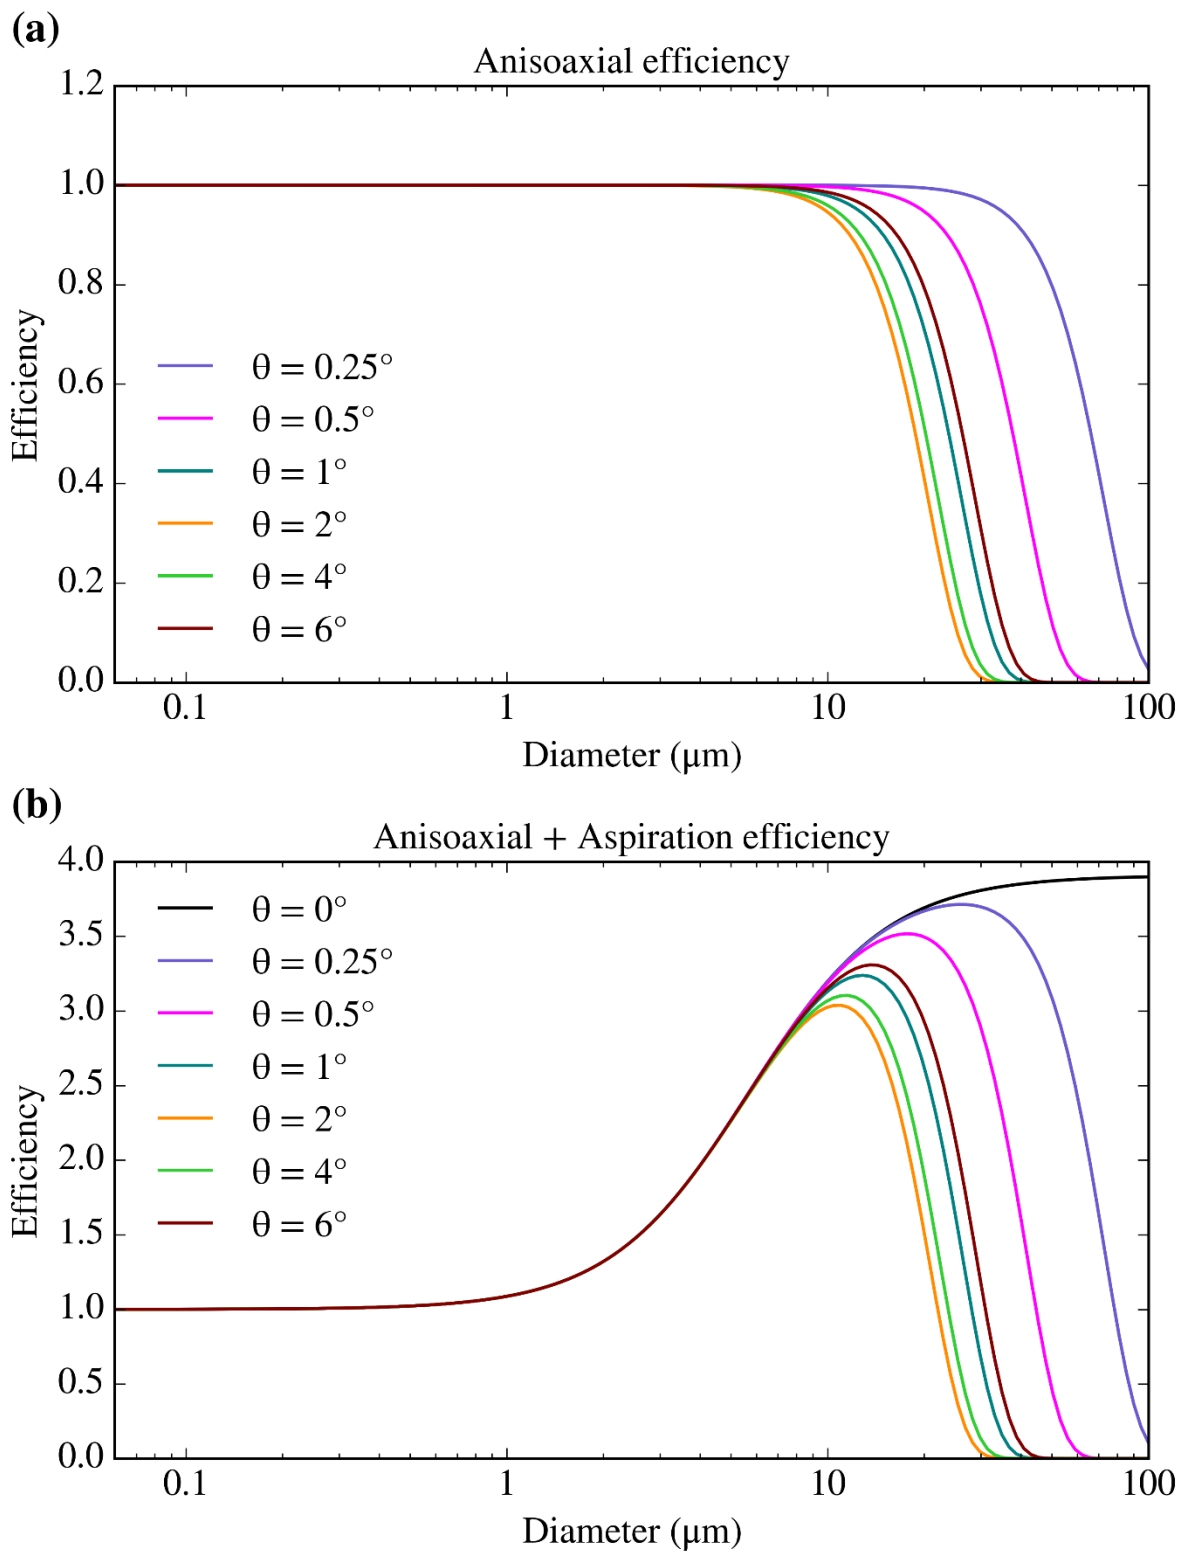 (a)
Anisoaxial efficiency
1.2
1.0
0.8
0.6
0.4
0.2
0.0
Efficiency
θ = 0.25°
θ = 0.5°
θ = 1°
θ = 2°
θ = 4°
θ = 6°
0.1 1 10 100
Diameter (μm)
(b)
Anisoaxial + Aspiration efficiency
4.0
3.5
3.0
2.5
2.0
1.5
1.0
0.5
0.0
Efficiency
θ = 0°
θ = 0.25°
θ = 0.5°
θ = 1°
θ = 2°
θ = 4°
θ = 6°
0.1 1 10 100
Diameter (μm)